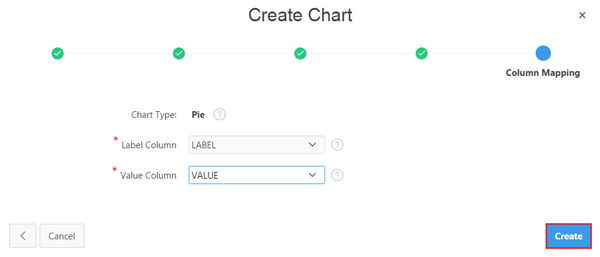 Create Chart
Column Mapping
Chart Type: Pie ?
* Label Column LABEL ?
* Value Column VALUE ?
Cancel Create